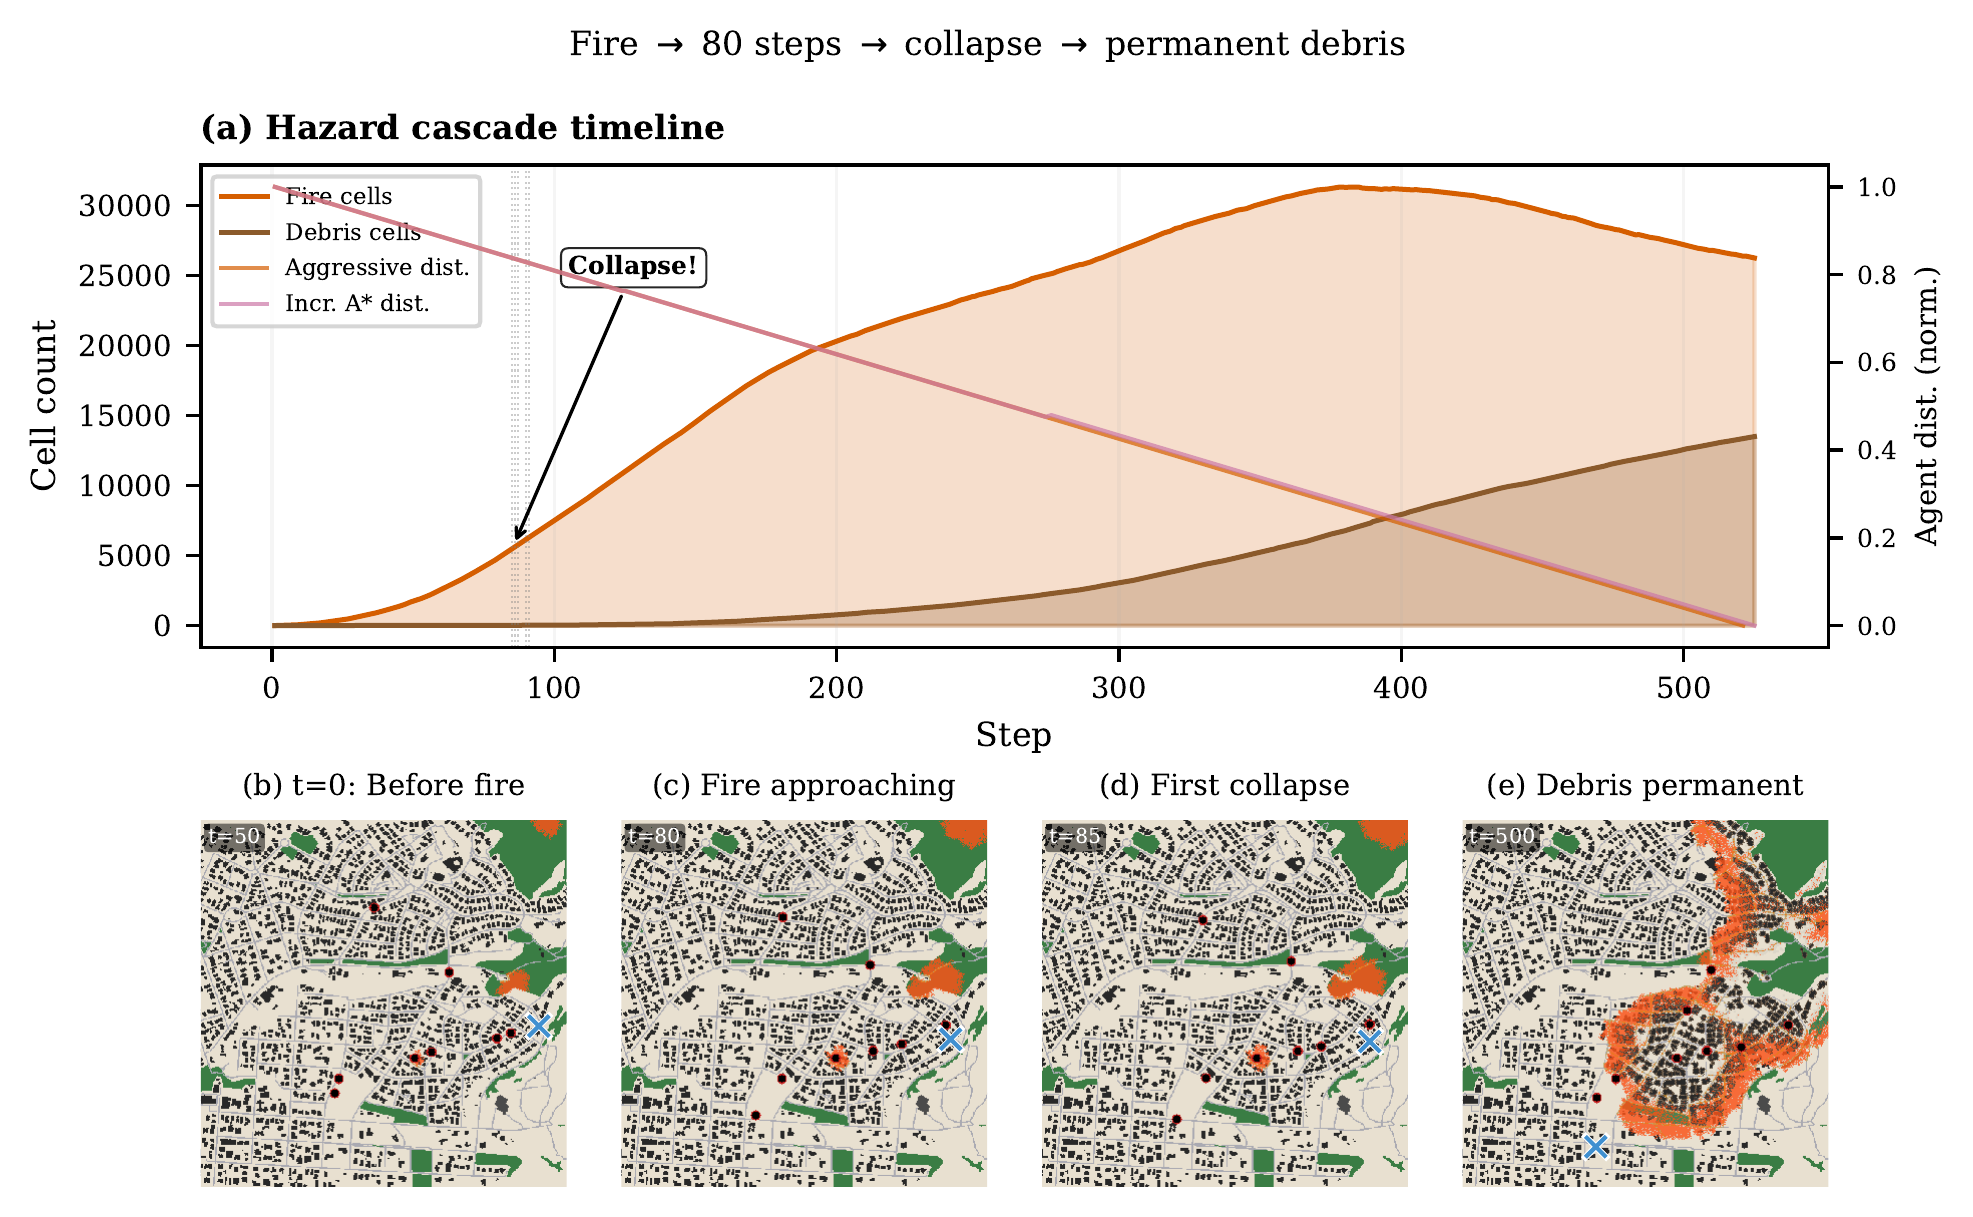 Fire → 80 steps → collapse → permanent debris
(a) Hazard cascade timeline
Fire cells
Debris cells
Aggressive dist.
Incr. A* dist.
Collapse!
Cell count
30000
25000
20000
15000
10000
5000
0
Agent dist. (norm.)
1.0
0.8
0.6
0.4
0.2
0.0
0 100 200 300 400 500
Step
(b) t=0: Before fire
(c) Fire approaching
(d) First collapse
(e) Debris permanent
t=50
t=80
t=85
t=500